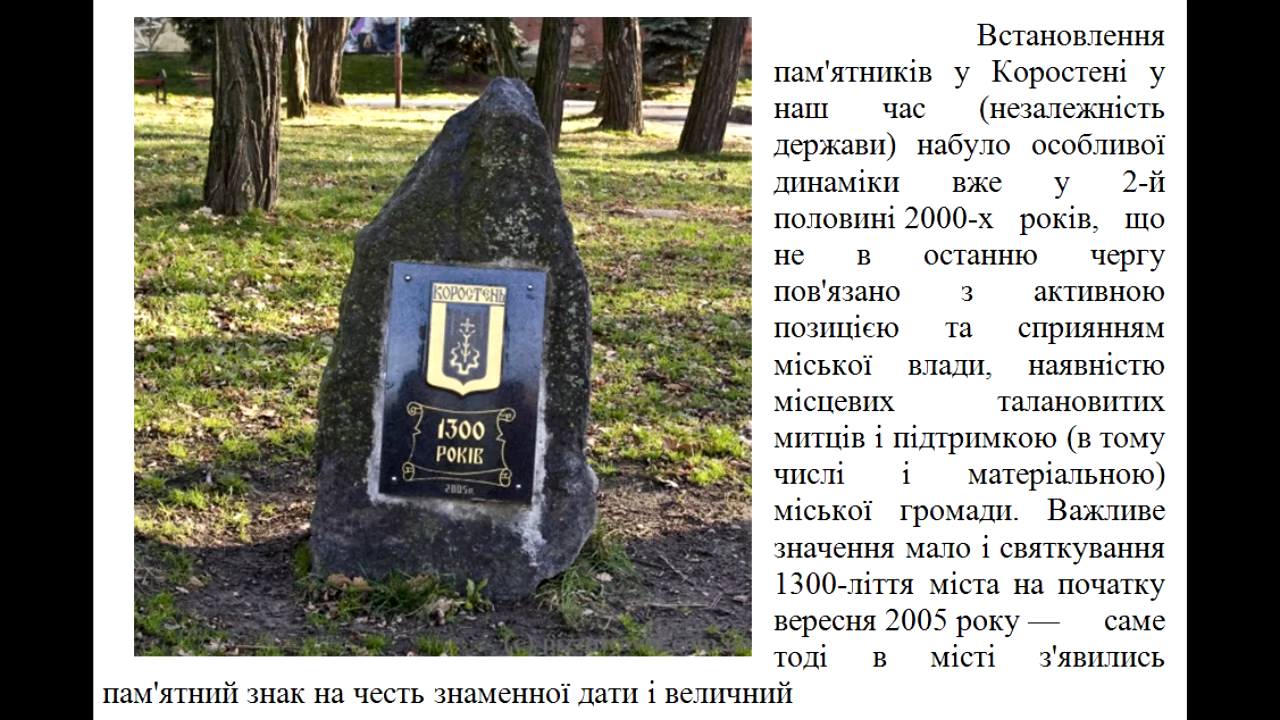 КОРОСТЕНЬ
1300
РОКІВ
2005р.
Встановлення
пам'ятників у Коростені у
наш час (незалежність
держави) набуло особливої
динаміки вже у 2-й
половині 2000-х років, що
не в останню чергу
пов'язано з активною
позицією та сприянням
міської влади, наявністю
місцевих талановитих
митців і підтримкою (в тому
числі і матеріальною)
міської громади. Важливе
значення мало і святкування
1300-ліття міста на початку
вересня 2005 року — саме
тоді в місті з'явились
пам'ятний знак на честь знаменної дати і величний